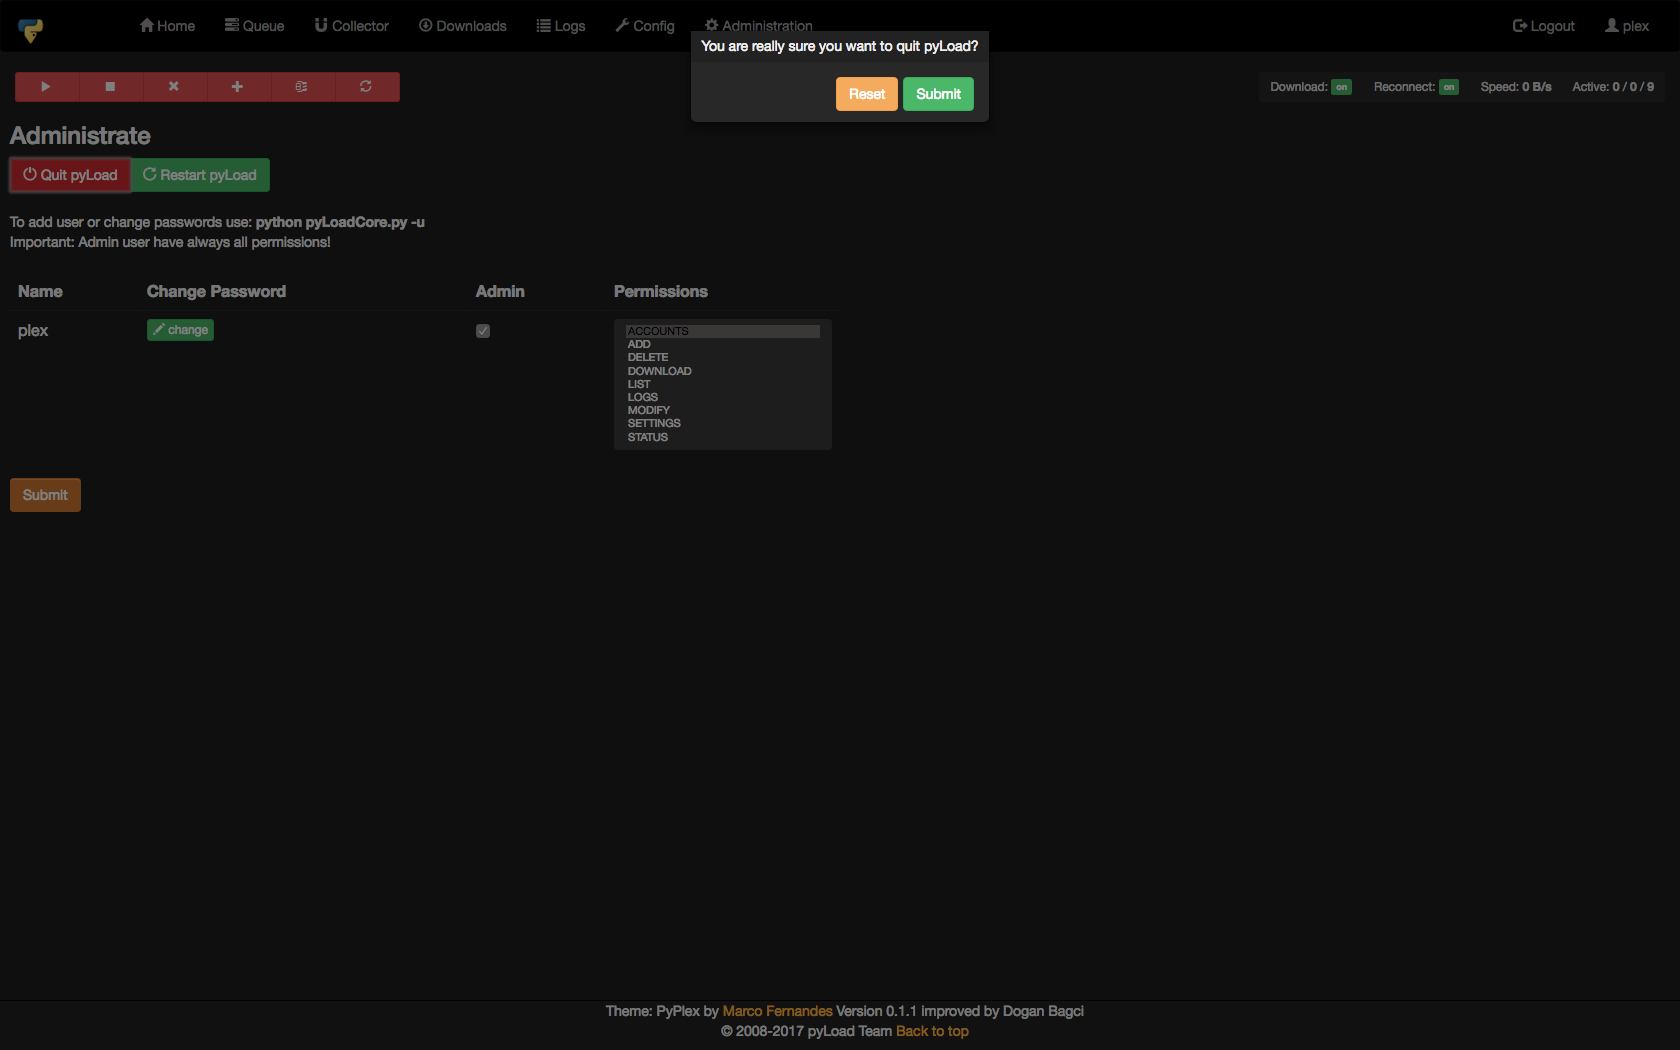 Home Queue Collector Downloads Logs Config Administration Logout plex
You are really sure you want to quit pyLoad?
Reset Submit
Download: on Reconnect: on Speed: 0 B/s Active: 0 / 0 / 9
Administrate
Quit pyLoad Restart pyLoad
To add user or change passwords use: python pyLoadCore.py -u
Important: Admin user have always all permissions!
Name Change Password Admin Permissions
plex change
ACCOUNTS
ADD
DELETE
DOWNLOAD
LIST
LOGS
MODIFY
SETTINGS
STATUS
Submit
Theme: PyPlex by Marco Fernandes Version 0.1.1 improved by Dogan Bagci
© 2008-2017 pyLoad Team Back to top